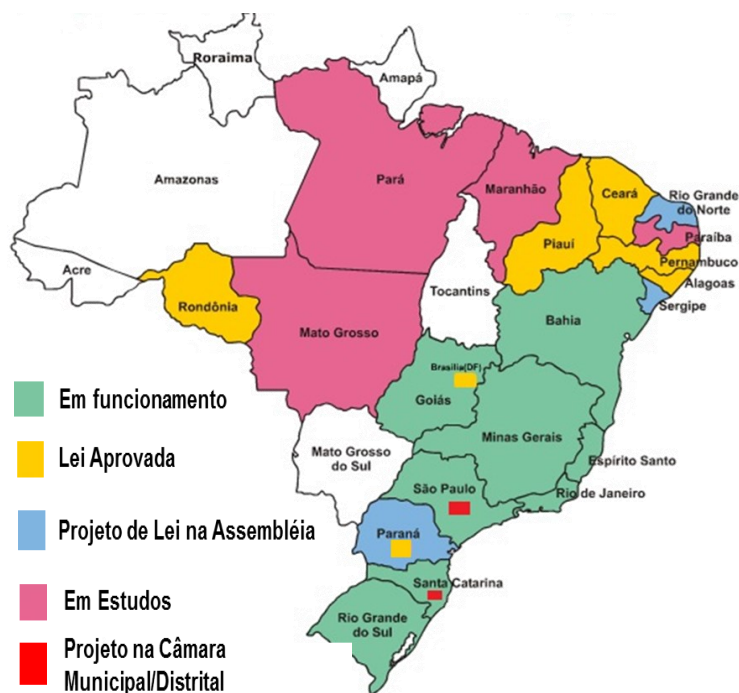 Roraima
Amapá
Amazonas
Pará
Maranhão
Ceará
Rio Grande
do Norte
Piauí
Paraíba
Pernambuco
Acre
Rondônia
Tocantins
Alagoas
Sergipe
Mato Grosso
Bahia
Brasília(DF)
Goiás
Minas Gerais
Mato Grosso
do Sul
Espírito Santo
São Paulo
Rio de Janeiro
Paraná
Santa Catarina
Rio Grande
do Sul
Em funcionamento
Lei Aprovada
Projeto de Lei na Assembléia
Em Estudos
Projeto na Câmara
Municipal/Distrital